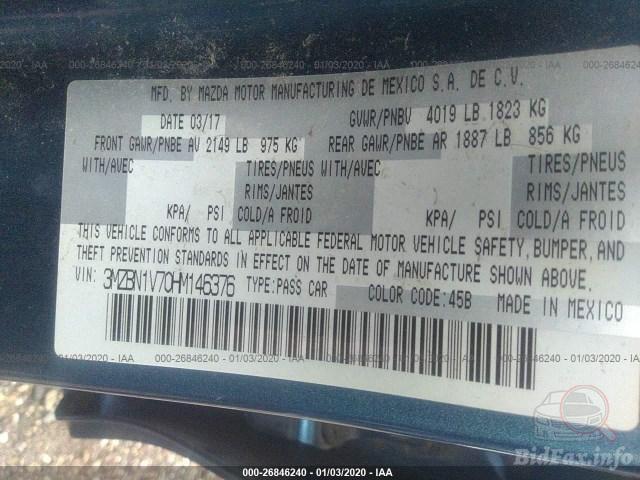 000-26846240 - 01/03/2020 - IAA
MFD. BY MAZDA MOTOR MANUFACTURING DE MEXICO S.A. DE C.V.
DATE 03/17 GVWR/PNBV 4019 LB 1823 KG
FRONT GAWR/PNBE AV 2149 LB 975 KG REAR GAWR/PNBE AR 1887 LB 856 KG
WITH/AVEC TIRES/PNEUS WITH/AVEC TIRES/PNEUS
RIMS/JANTES RIMS/JANTES
KPA/ PSI COLD/A FROID KPA/ PSI COLD/A FROID
THIS VEHICLE CONFORMS TO ALL APPLICABLE FEDERAL MOTOR VEHICLE SAFETY, BUMPER, AND
THEFT PREVENTION STANDARDS IN EFFECT ON THE DATE OF MANUFACTURE SHOWN ABOVE.
VIN: 3MZBN1V70HM146376 TYPE:PASS CAR COLOR CODE:45B MADE IN MEXICO
000-26846240 - 01/03/2020 - IAA 000-26846240 - 01/03/2020 - IAA
BidFax.info
000-26846240 - 01/03/2020 - IAA